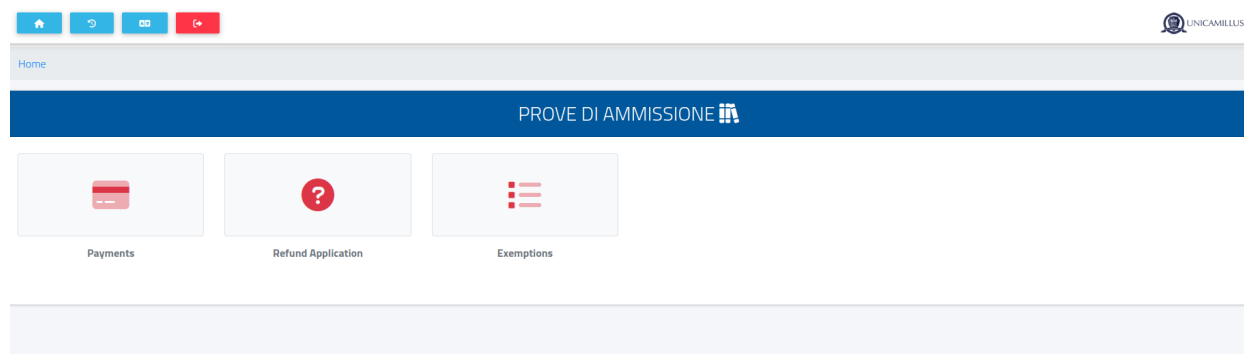 UNICAMILLUS
Home
PROVE DI AMMISSIONE
Payments
Refund Application
Exemptions